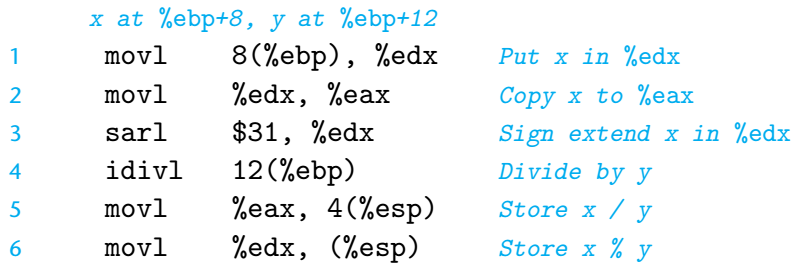 x at %ebp+8, y at %ebp+12
1 movl 8(%ebp), %edx Put x in %edx
2 movl %edx, %eax Copy x to %eax
3 sarl $31, %edx Sign extend x in %edx
4 idivl 12(%ebp) Divide by y
5 movl %eax, 4(%esp) Store x / y
6 movl %edx, (%esp) Store x % y